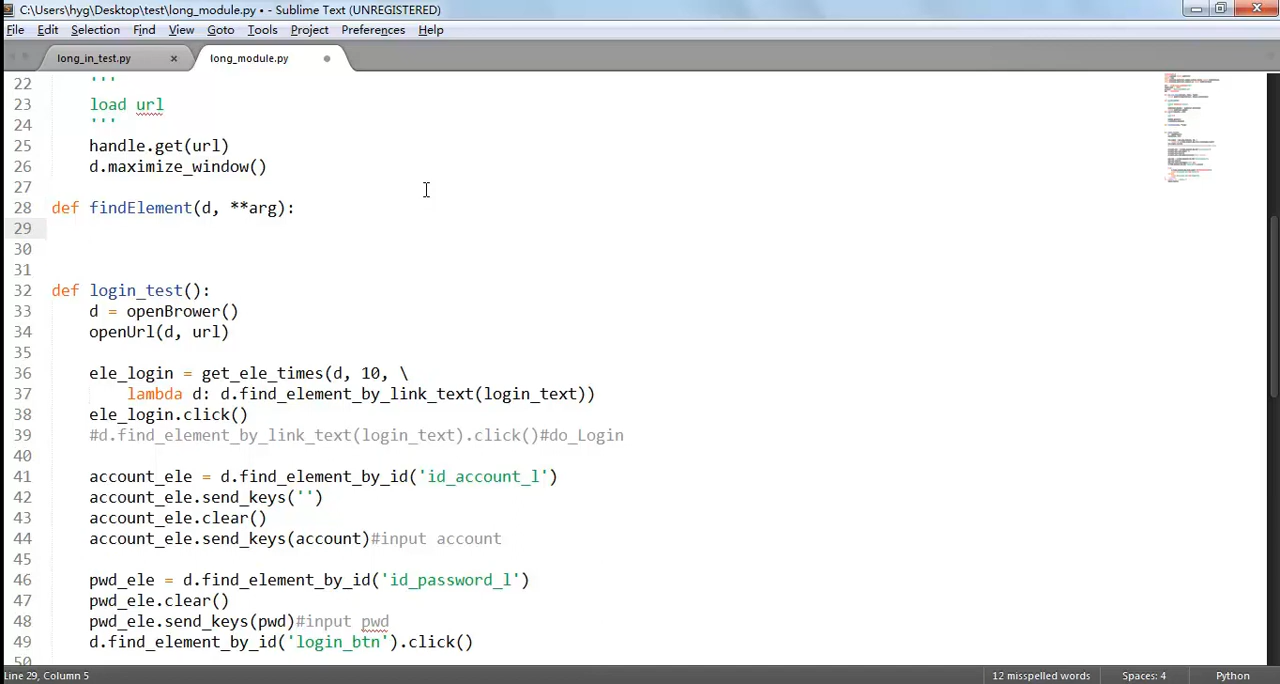 C:\Users\hyg\Desktop\test\long_module.py • - Sublime Text (UNREGISTERED)
File Edit Selection Find View Goto Tools Project Preferences Help
long_in_test.py long_module.py
22 '''
23 load url
24 '''
25 handle.get(url)
26 d.maximize_window()
27
28 def findElement(d, **arg):
29
30
31
32 def login_test():
33 d = openBrower()
34 openUrl(d, url)
35
36 ele_login = get_ele_times(d, 10, \
37 lambda d: d.find_element_by_link_text(login_text))
38 ele_login.click()
39 #d.find_element_by_link_text(login_text).click()#do_Login
40
41 account_ele = d.find_element_by_id('id_account_l')
42 account_ele.send_keys('')
43 account_ele.clear()
44 account_ele.send_keys(account)#input account
45
46 pwd_ele = d.find_element_by_id('id_password_l')
47 pwd_ele.clear()
48 pwd_ele.send_keys(pwd)#input pwd
49 d.find_element_by_id('login_btn').click()
50
Line 29, Column 5 12 misspelled words Spaces: 4 Python